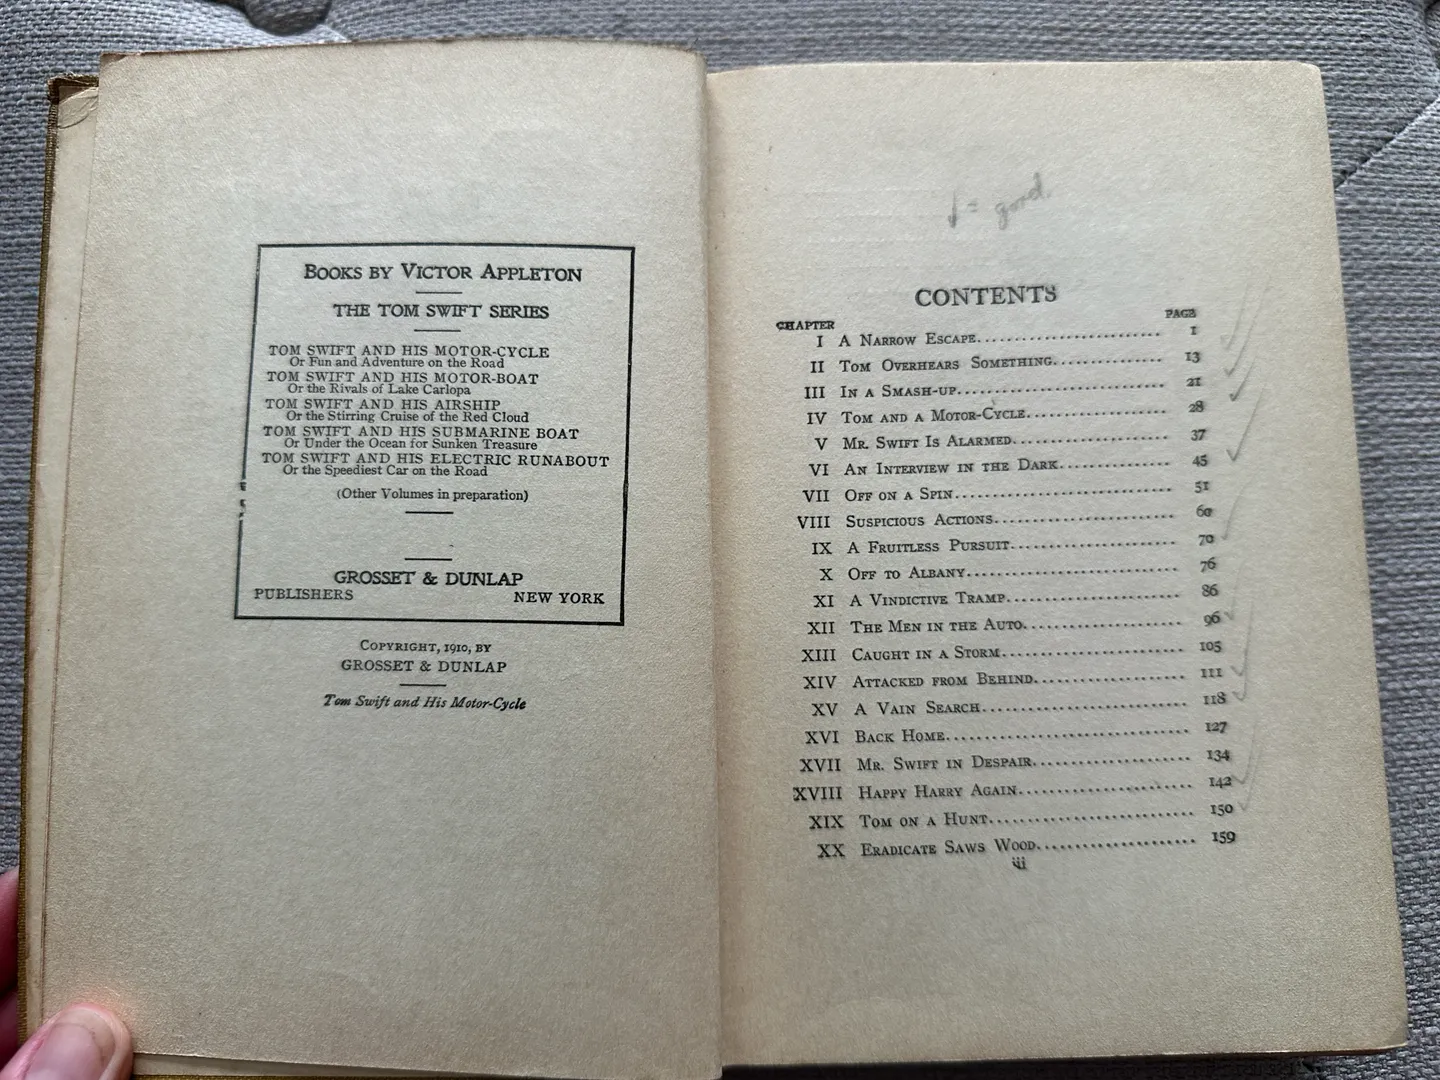 BOOKS BY VICTOR APPLETON
THE TOM SWIFT SERIES
TOM SWIFT AND HIS MOTOR-CYCLE
Or Fun and Adventure on the Road
TOM SWIFT AND HIS MOTOR-BOAT
Or the Rivals of Lake Carlopa
TOM SWIFT AND HIS AIRSHIP
Or the Stirring Cruise of the Red Cloud
TOM SWIFT AND HIS SUBMARINE BOAT
Or Under the Ocean for Sunken Treasure
TOM SWIFT AND HIS ELECTRIC RUNABOUT
Or the Speediest Car on the Road
(Other Volumes in preparation)
GROSSET & DUNLAP
PUBLISHERS NEW YORK
COPYRIGHT, 1910, BY
GROSSET & DUNLAP
Tom Swift and His Motor-Cycle
✓ = good
CONTENTS
CHAPTER PAGE
I A NARROW ESCAPE 1
II TOM OVERHEARS SOMETHING 13
III IN A SMASH-UP 21
IV TOM AND A MOTOR-CYCLE 28
V MR. SWIFT IS ALARMED 37
VI AN INTERVIEW IN THE DARK 45
VII OFF ON A SPIN 51
VIII SUSPICIOUS ACTIONS 60
IX A FRUITLESS PURSUIT 70
X OFF TO ALBANY 76
XI A VINDICTIVE TRAMP 86
XII THE MEN IN THE AUTO 96
XIII CAUGHT IN A STORM 105
XIV ATTACKED FROM BEHIND 111
XV A VAIN SEARCH 118
XVI BACK HOME 127
XVII MR. SWIFT IN DESPAIR 134
XVIII HAPPY HARRY AGAIN 142
XIX TOM ON A HUNT 150
XX ERADICATE SAWS WOOD 159
iii